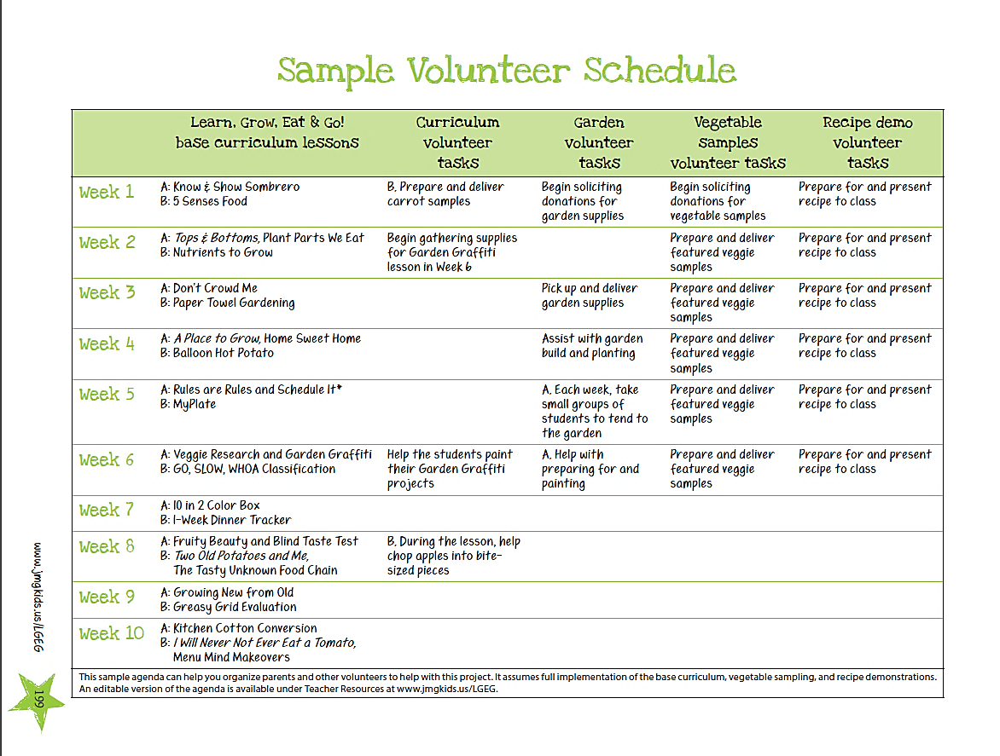 Sample Volunteer Schedule
Learn, Grow, Eat & Go!
base curriculum lessons
Curriculum
volunteer
tasks
Garden
volunteer
tasks
Vegetable
samples
volunteer tasks
Recipe demo
volunteer
tasks
Week 1
A: Know & Show Sombrero
B: 5 Senses Food
B, Prepare and deliver
carrot samples
Begin soliciting
donations for
garden supplies
Begin soliciting
donations for
vegetable samples
Prepare for and present
recipe to class
Week 2
A: Tops & Bottoms, Plant Parts We Eat
B: Nutrients to Grow
Begin gathering supplies
for Garden Graffiti
lesson in Week 6
Prepare and deliver
featured veggie
samples
Prepare for and present
recipe to class
Week 3
A: Don't Crowd Me
B: Paper Towel Gardening
Pick up and deliver
garden supplies
Prepare and deliver
featured veggie
samples
Prepare for and present
recipe to class
Week 4
A: A Place to Grow, Home Sweet Home
B: Balloon Hot Potato
Assist with garden
build and planting
Prepare and deliver
featured veggie
samples
Prepare for and present
recipe to class
Week 5
A: Rules are Rules and Schedule It*
B: MyPlate
A, Each week, take
small groups of
students to tend to
the garden
Prepare and deliver
featured veggie
samples
Prepare for and present
recipe to class
Week 6
A: Veggie Research and Garden Graffiti
B: GO, SLOW, WHOA Classification
Help the students paint
their Garden Graffiti
projects
A, Help with
preparing for and
painting
Prepare and deliver
featured veggie
samples
Prepare for and present
recipe to class
Week 7
A: 10 in 2 Color Box
B: 1-Week Dinner Tracker
Week 8
A: Fruity Beauty and Blind Taste Test
B: Two Old Potatoes and Me,
The Tasty Unknown Food Chain
B, During the lesson, help
chop apples into bite-
sized pieces
Week 9
A: Growing New from Old
B: Greasy Grid Evaluation
Week 10
A: Kitchen Cotton Conversion
B: I Will Never Not Ever Eat a Tomato,
Menu Mind Makeovers
This sample agenda can help you organize parents and other volunteers to help with this project. It assumes full implementation of the base curriculum, vegetable sampling, and recipe demonstrations.
An editable version of the agenda is available under Teacher Resources at www.jmgkids.us/LGEG.
www.jmgkids.us/LGEG
199